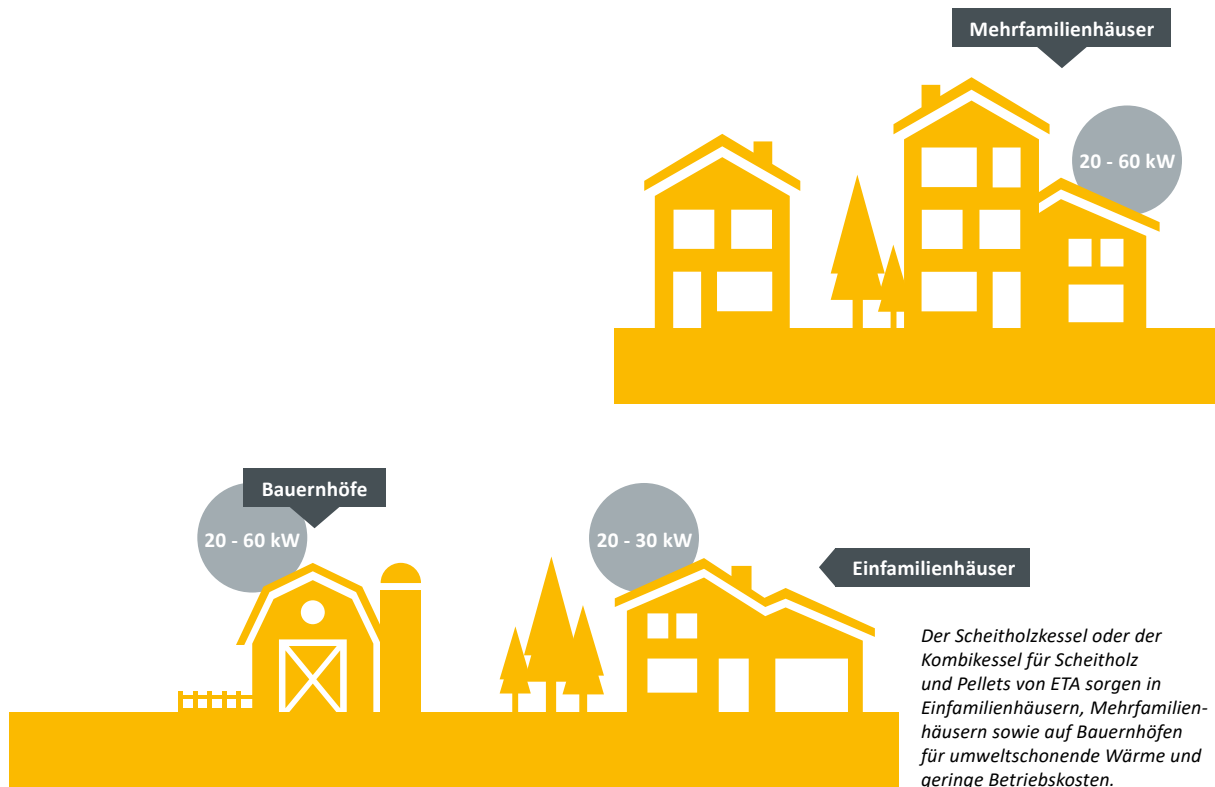 Mehrfamilienhäuser
20 - 60 kW
Bauernhöfe
20 - 60 kW
20 - 30 kW
Einfamilienhäuser
Der Scheitholzkessel oder der
Kombikessel für Scheitholz
und Pellets von ETA sorgen in
Einfamilienhäusern, Mehrfamilien-
häusern sowie auf Bauernhöfen
für umweltschonende Wärme und
geringe Betriebskosten.